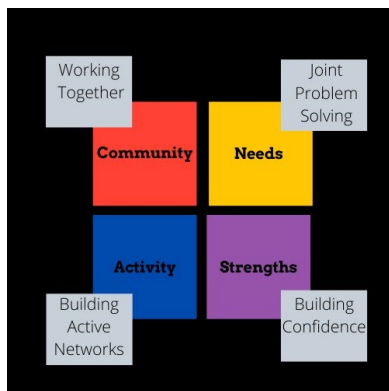 Working
Together
Joint
Problem
Solving
Community
Needs
Activity
Strengths
Building
Active
Networks
Building
Confidence